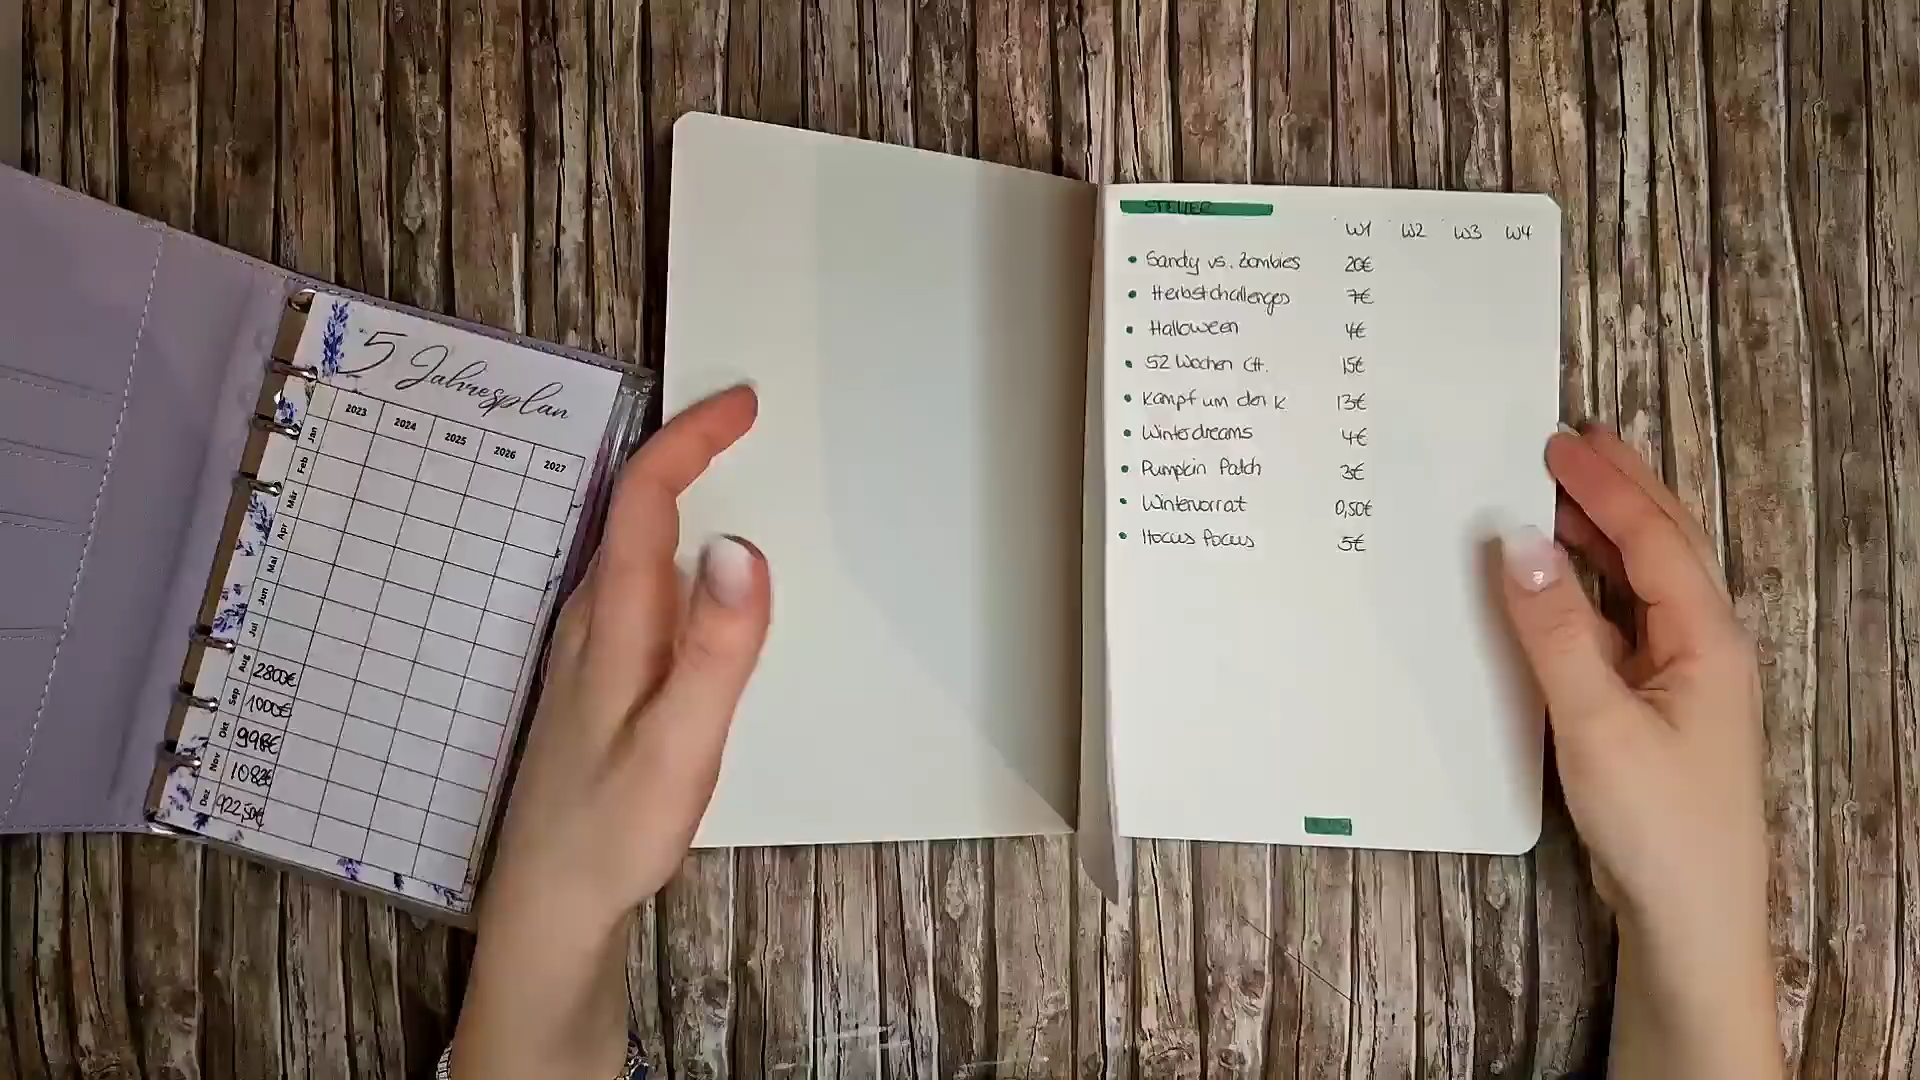 5 Jahresplan
2023 2024 2025 2026 2027
Jan
Feb
Mär
Apr
Mai
Jun
Jul
Aug 2800€
Sep 1000€
Okt 998€
Nov 1082€
Dez 922,50€
W1 W2 W3 W4
Sandy vs. Zombies 20€
Herbstchallenges 7€
Halloween 4€
52 Wochen CH. 15€
Kampf um den K 13€
Winterdreams 4€
Pumpkin Patch 3€
Wintervorrat 0,50€
Hocus Pocus 5€